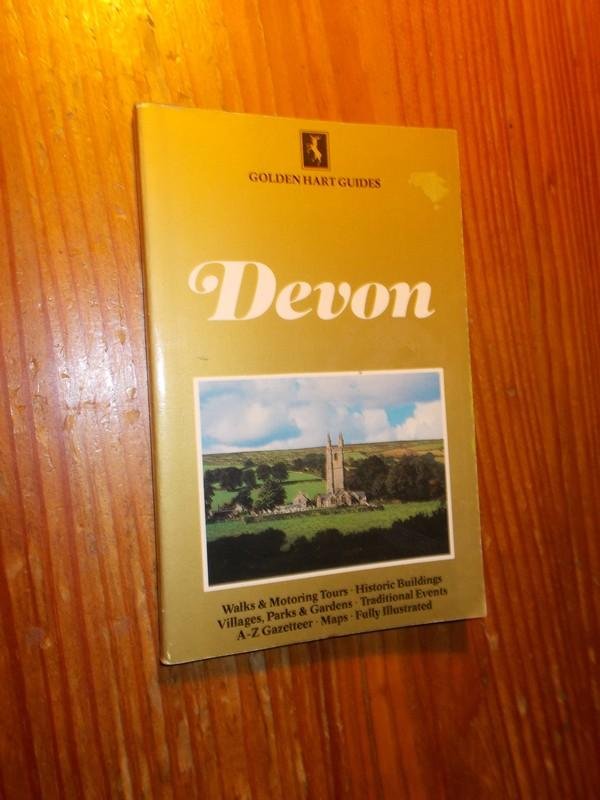 GOLDEN HART GUIDES
Devon
Walks & Motoring Tours · Historic Buildings
Villages, Parks & Gardens · Traditional Events
A-Z Gazetteer · Maps · Fully Illustrated